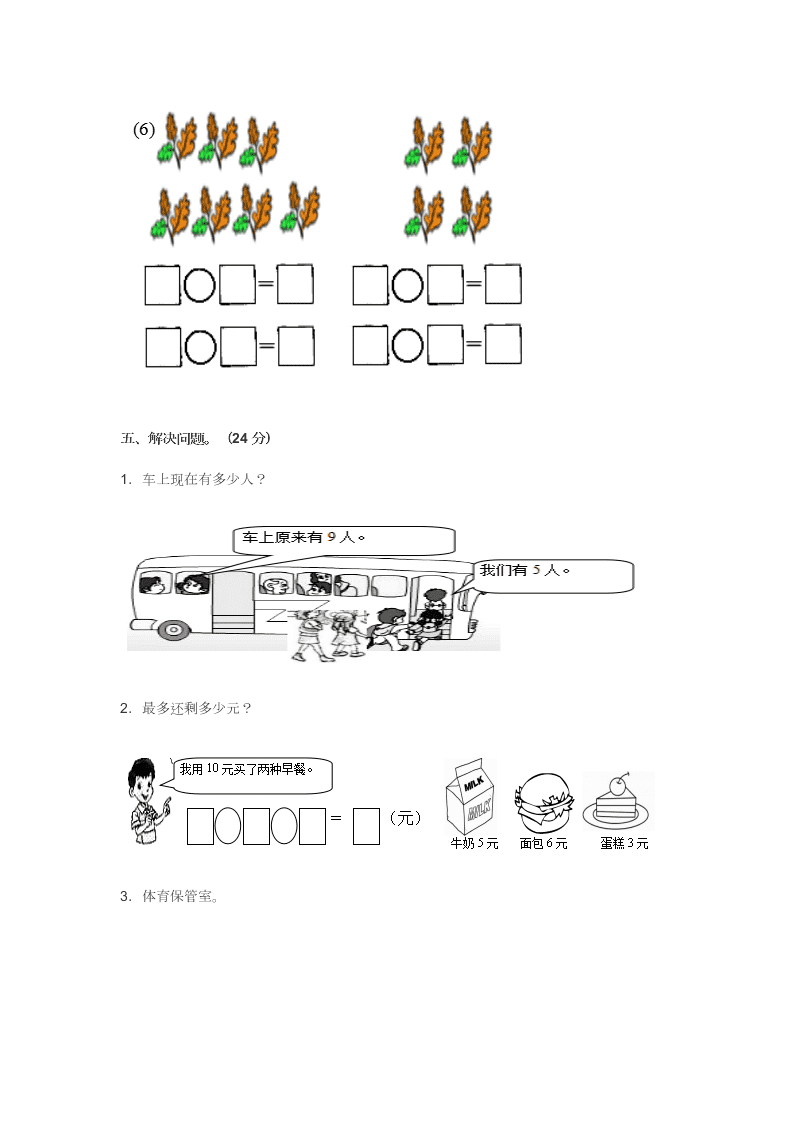 (6)
=
=
=
=
五、解决问题。（24 分）
1．车上现在有多少人？
车上原来有 9 人。
我们有 5 人。
2．最多还剩多少元？
我用 10 元买了两种早餐。
= （元）
MILK
MILK
牛奶 5 元 面包 6 元 蛋糕 3 元
3．体育保管室。